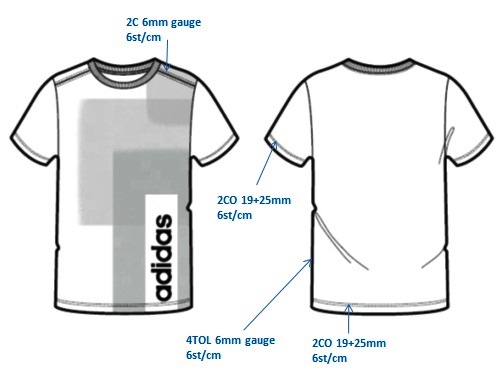 2C 6mm gauge
6st/cm
adidas
2CO 19+25mm
6st/cm
4TOL 6mm gauge
6st/cm
2CO 19+25mm
6st/cm